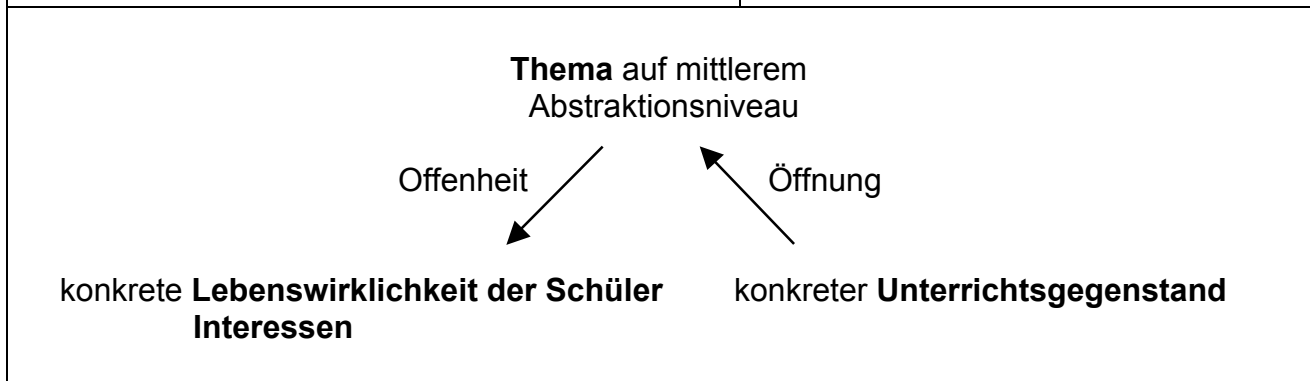 Thema auf mittlerem
Abstraktionsniveau
Offenheit
Öffnung
konkrete Lebenswirklichkeit der Schüler
konkreter Unterrichtsgegenstand
Interessen